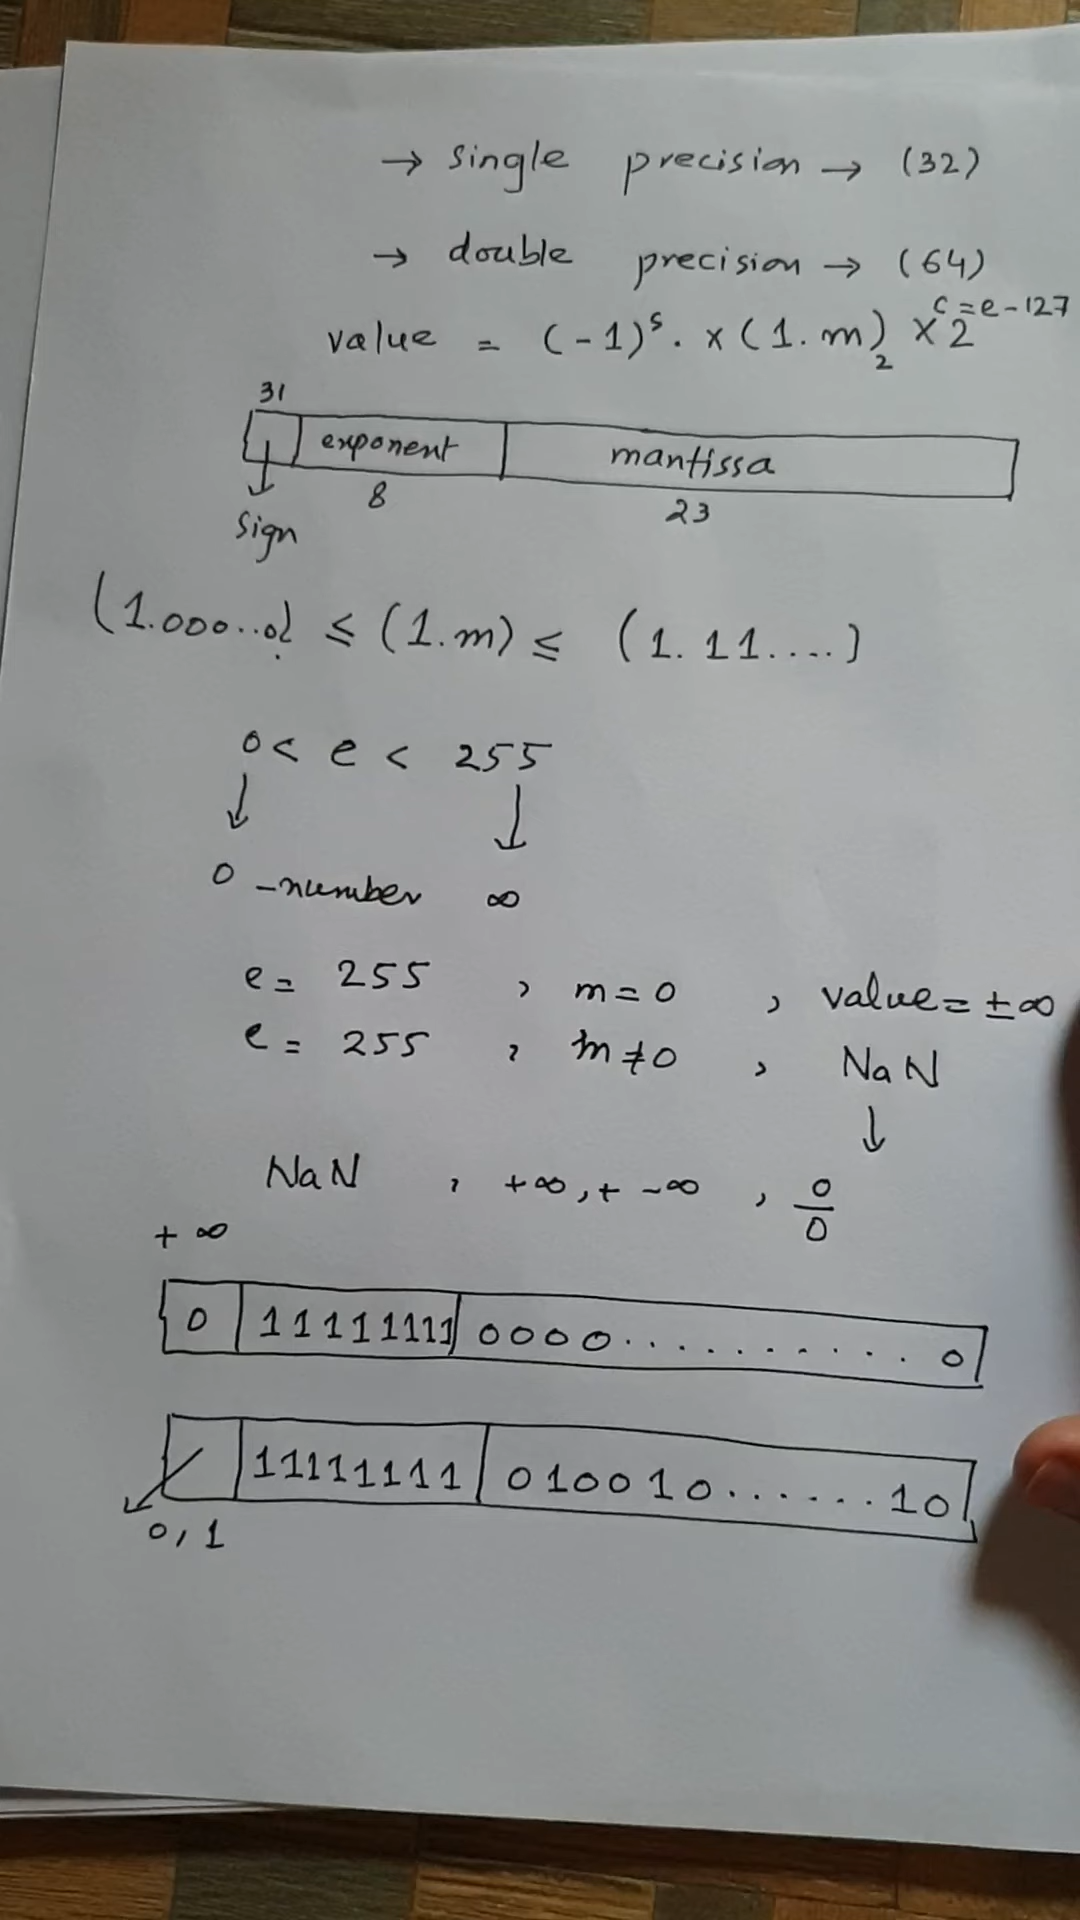 → single precision → (32)
→ double precision → (64)
value = (-1)^s . x (1.m)₂ x 2^c=e-127
31
exponent mantissa
8 23
sign
(1.000..0) ≤ (1.m) ≤ (1.11....)
0 < e < 255
↓ ↓
0 -number ∞
e = 255 , m=0 , value = ±∞
e = 255 , m≠0 , NaN
↓
NaN , +∞,+ -∞ , 0/0
+ ∞
0 11111111 0000........... 0
11111111 010010.......10
0, 1